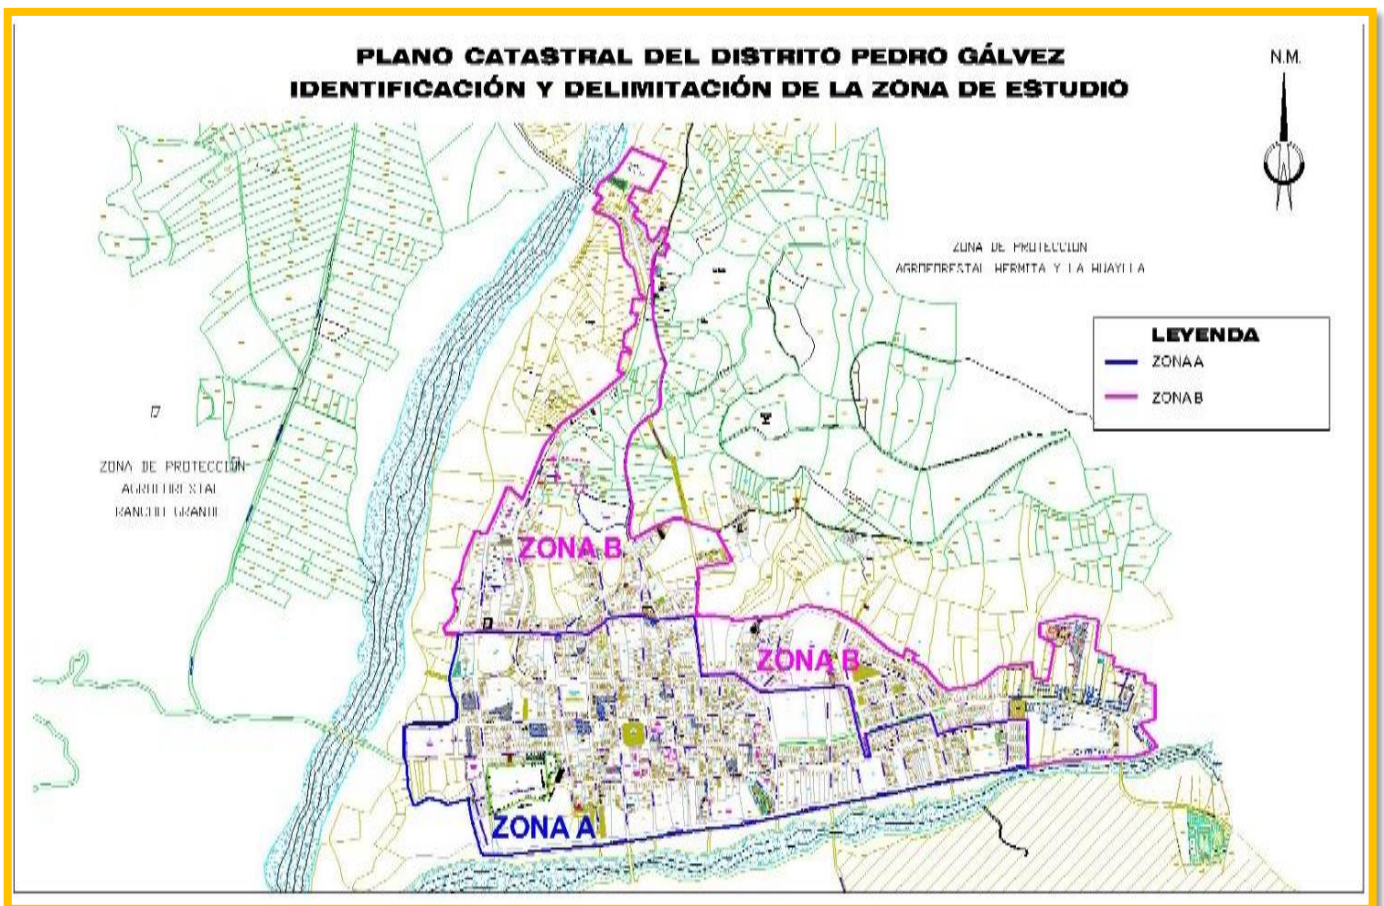 PLANO CATASTRAL DEL DISTRITO PEDRO GÁLVEZ
IDENTIFICACIÓN Y DELIMITACIÓN DE LA ZONA DE ESTUDIO
N.M.
ZONA DE PROTECCION
AGROFORESTAL HERMITA Y LA HUAYLLA
LEYENDA
ZONA A
ZONA B
ZONA DE PROTECCION
AGROFORESTAL
RANCHO GRANDE
ZONA B
ZONA B
ZONA A